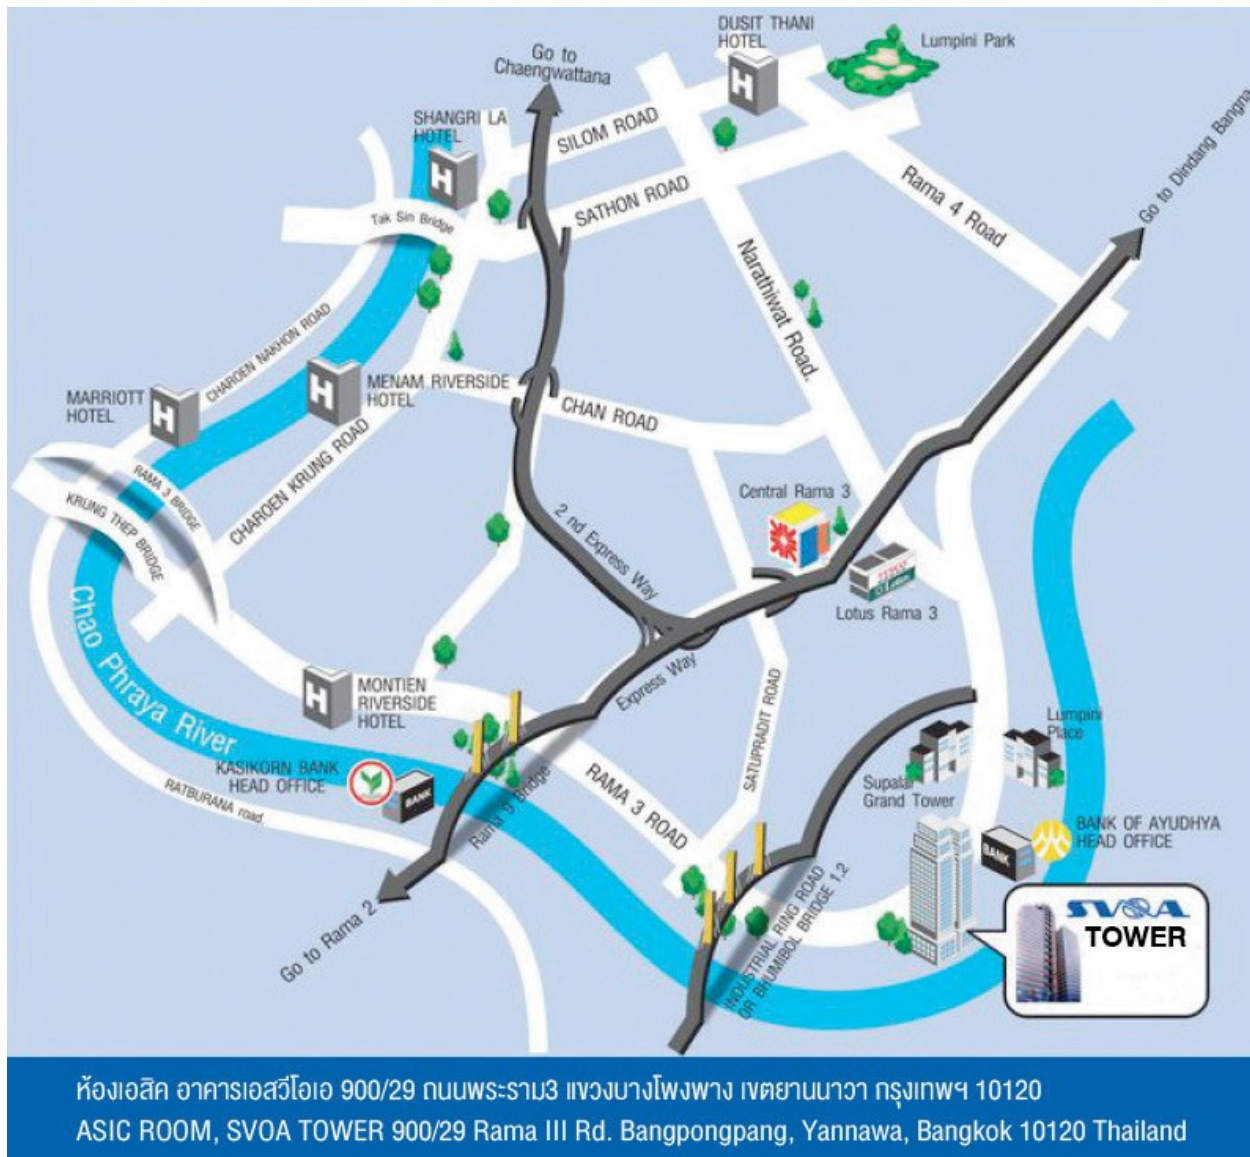 DUSIT THANI
HOTEL
Lumpini Park
Go to
Chaengwattana
SHANGRI LA
HOTEL
H
H
SILOM ROAD
SATHON ROAD
Rama 4 Road
Go to Dindang Bangna
Tak Sin Bridge
Narathiwat Road.
CHAROEN NAKHON ROAD
MARRIOTT
HOTEL
H
H
MENAM RIVERSIDE
HOTEL
CHAN ROAD
CHAROEN KRUNG ROAD
RAMA 3 BRIDGE
KRUNG THEP BRIDGE
Central Rama 3
2 nd Express Way
TESCO
Lotus
Lotus Rama 3
Chao Phraya River
H
MONTIEN
RIVERSIDE
HOTEL
Express Way
SATUPRADIT ROAD
KASIKORN BANK
HEAD OFFICE
BANK
RATBURANA road.
Rama 9 Bridge
RAMA 3 ROAD
Supalai
Grand Tower
Lumpini
Place
BANK OF AYUDHYA
HEAD OFFICE
BANK
Go to Rama 2
INDUSTRIAL RING ROAD
OR BHUMIBOL BRIDGE 1,2
SVOA
TOWER
ห้องเอสิค อาคารเอสวีโอเอ 900/29 ถนนพระราม3 แขวงบางโพงพาง เขตยานนาวา กรุงเทพฯ 10120
ASIC ROOM, SVOA TOWER 900/29 Rama III Rd. Bangpongpang, Yannawa, Bangkok 10120 Thailand